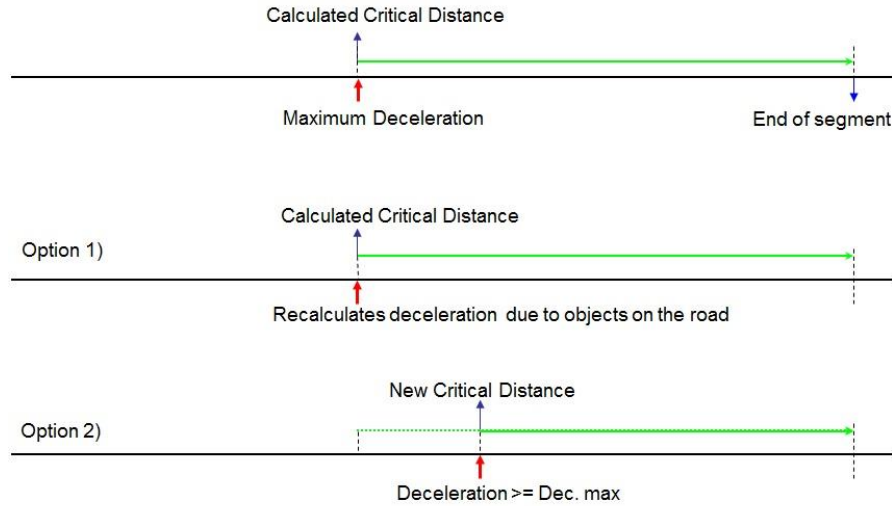 Calculated Critical Distance
Maximum Deceleration
End of segment
Calculated Critical Distance
Option 1)
Recalculates deceleration due to objects on the road
New Critical Distance
Option 2)
Deceleration >= Dec. max